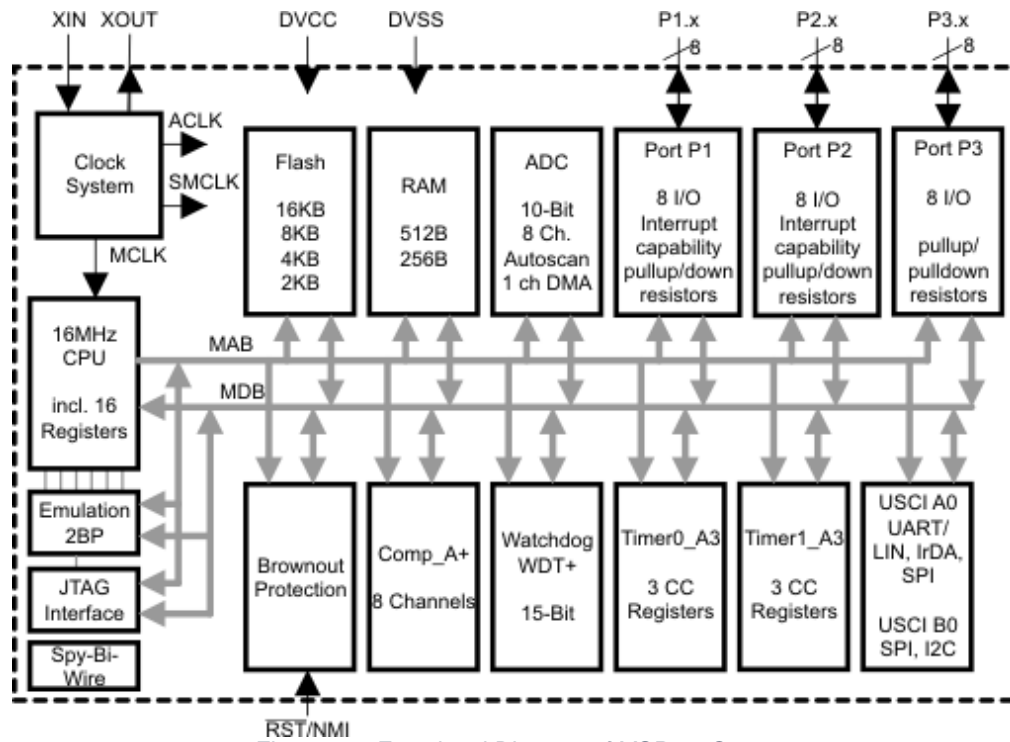 XIN XOUT DVCC DVSS P1.x P2.x P3.x
8 8 8
Clock
System
ACLK
SMCLK
MCLK
Flash
16KB
8KB
4KB
2KB
RAM
512B
256B
ADC
10-Bit
8 Ch.
Autoscan
1 ch DMA
Port P1
8 I/O
Interrupt
capability
pullup/down
resistors
Port P2
8 I/O
Interrupt
capability
pullup/down
resistors
Port P3
8 I/O
pullup/
pulldown
resistors
16MHz
CPU
incl. 16
Registers
MAB
MDB
Emulation
2BP
JTAG
Interface
Spy-Bi-
Wire
Brownout
Protection
Comp_A+
8 Channels
Watchdog
WDT+
15-Bit
Timer0_A3
3 CC
Registers
Timer1_A3
3 CC
Registers
USCI A0
UART/
LIN, IrDA,
SPI
USCI B0
SPI, I2C
RST/NMI